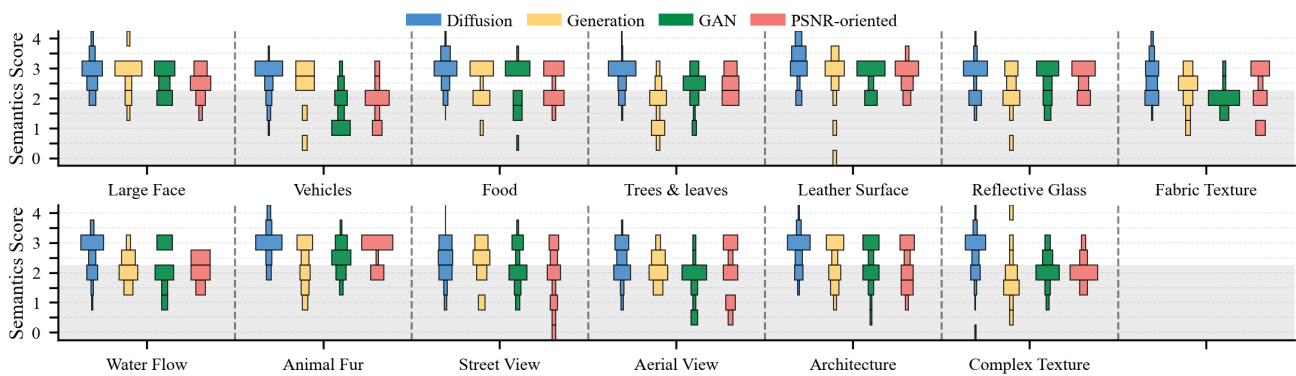 Diffusion Generation GAN PSNR-oriented
Semantics Score
4
3
2
1
0
Large Face Vehicles Food Trees & leaves Leather Surface Reflective Glass Fabric Texture
Semantics Score
4
3
2
1
0
Water Flow Animal Fur Street View Aerial View Architecture Complex Texture